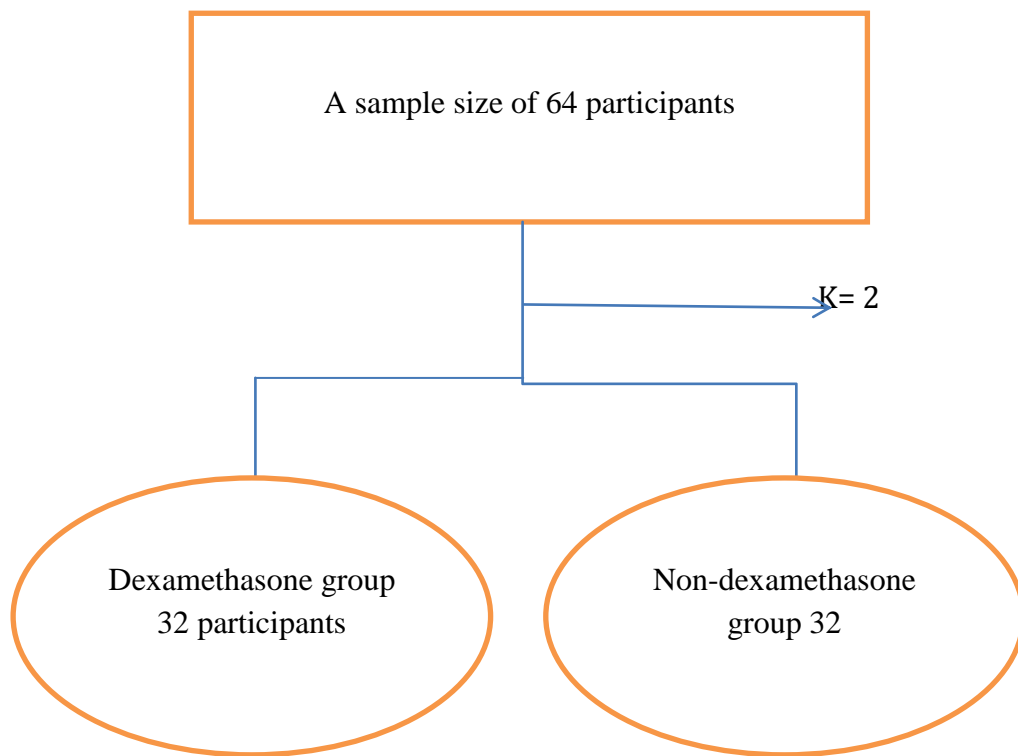 A sample size of 64 participants
K= 2
Dexamethasone group
32 participants
Non-dexamethasone
group 32